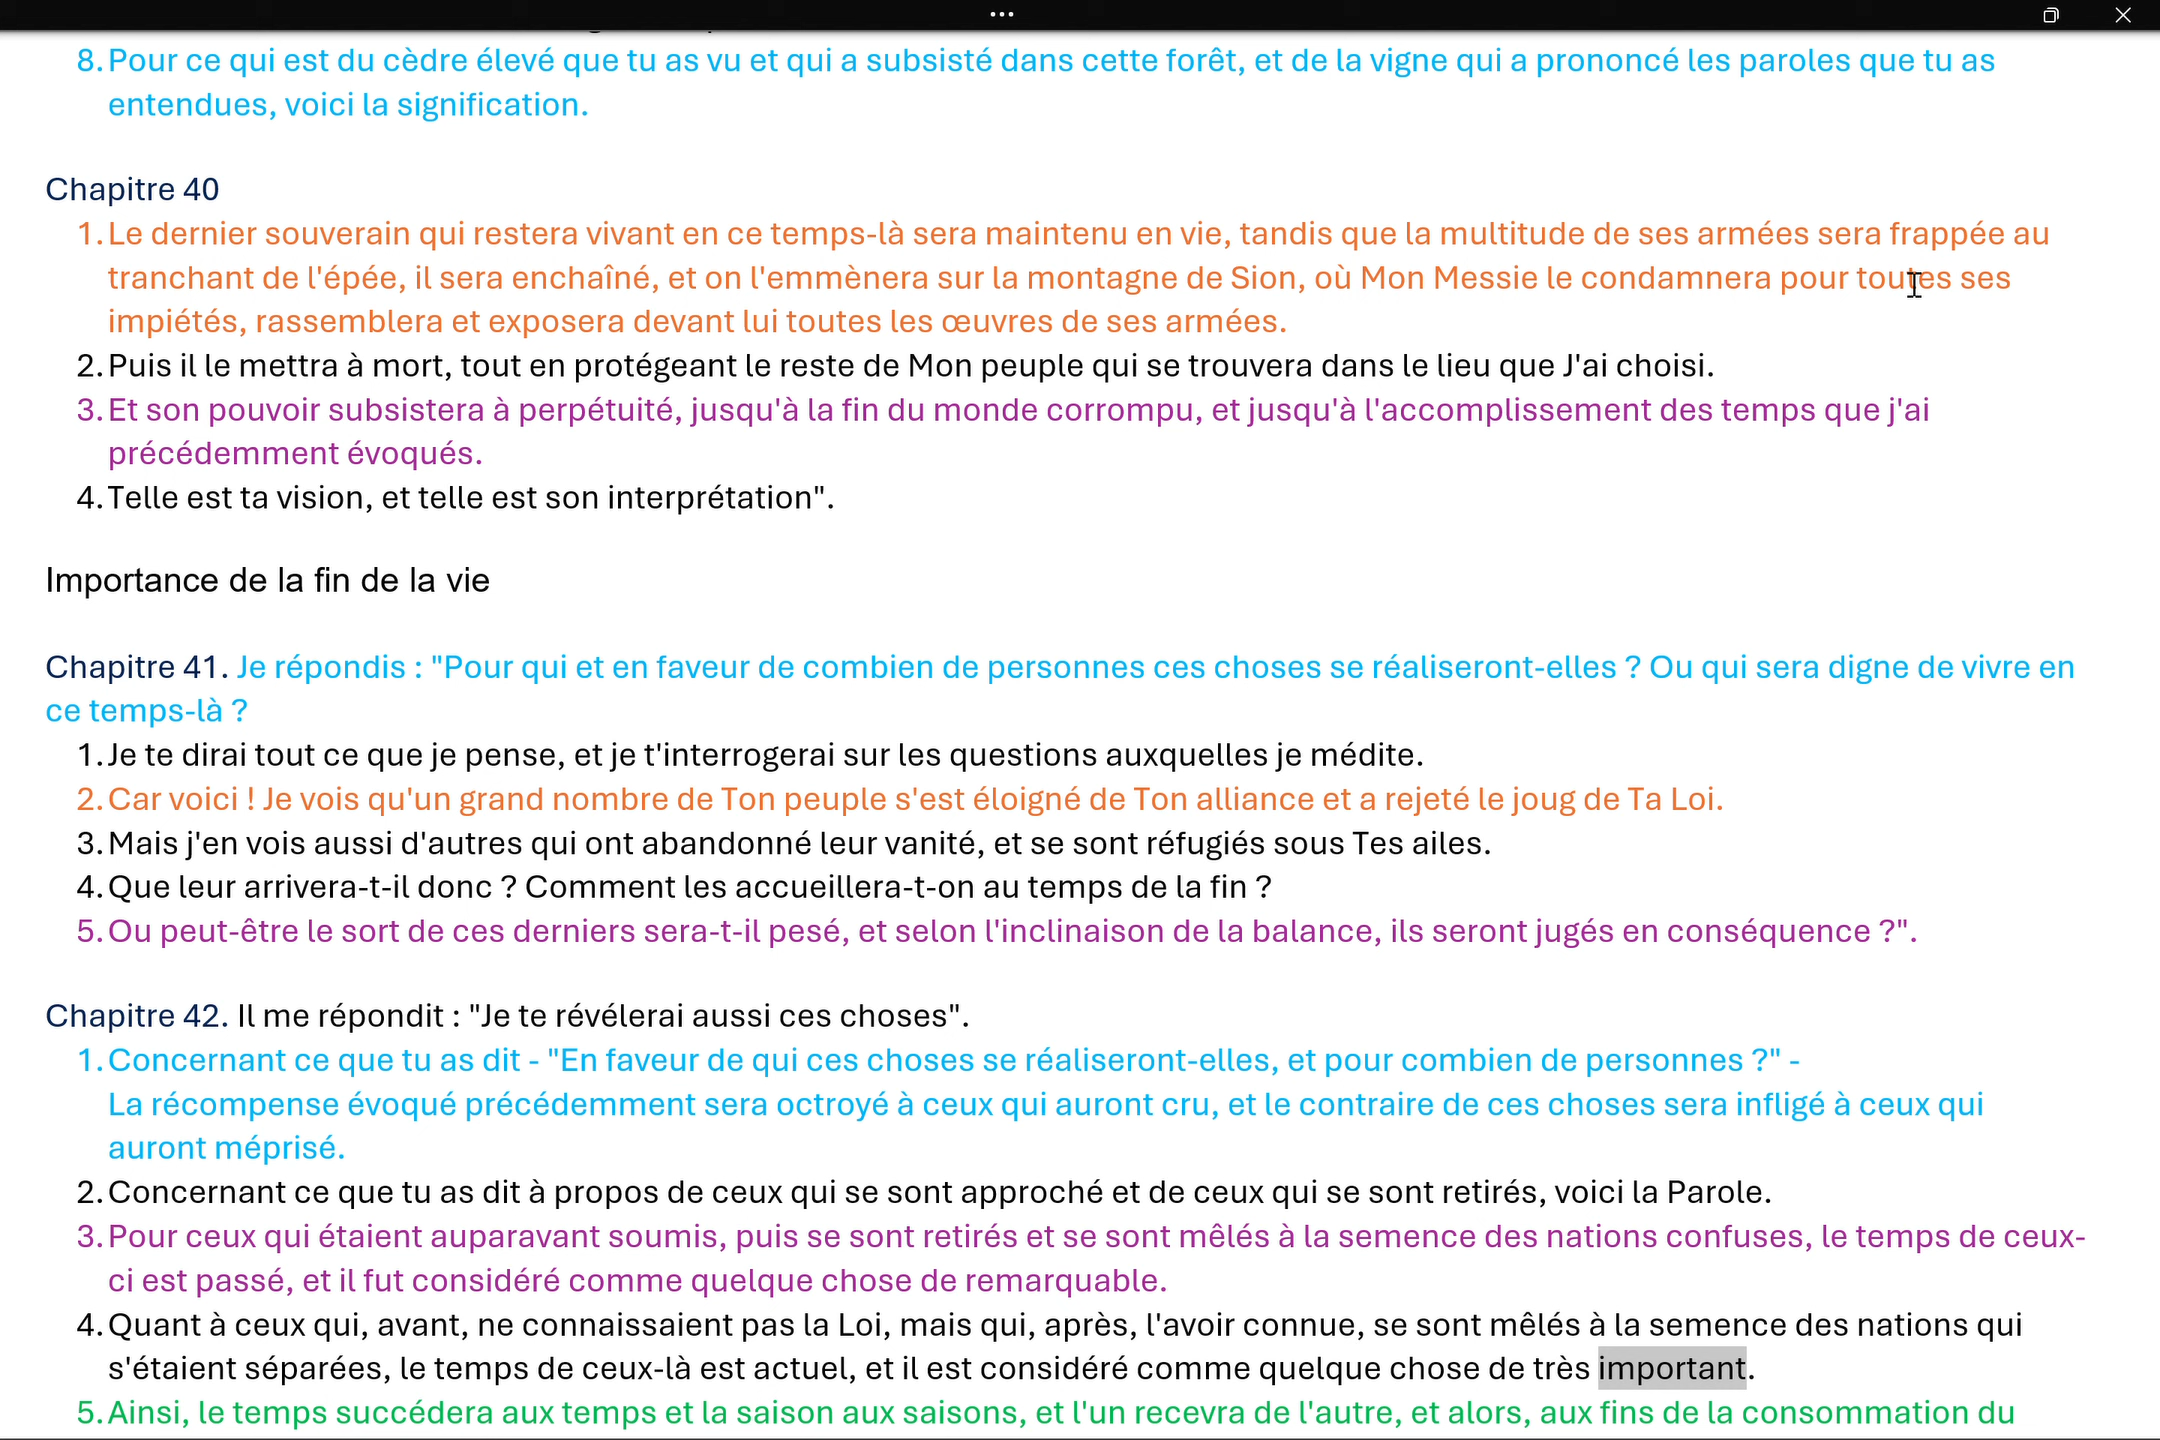 8. Pour ce qui est du cèdre élevé que tu as vu et qui a subsisté dans cette forêt, et de la vigne qui a prononcé les paroles que tu as
entendues, voici la signification.
Chapitre 40
1. Le dernier souverain qui restera vivant en ce temps-là sera maintenu en vie, tandis que la multitude de ses armées sera frappée au
tranchant de l'épée, il sera enchaîné, et on l'emmènera sur la montagne de Sion, où Mon Messie le condamnera pour toutes ses
impiétés, rassemblera et exposera devant lui toutes les œuvres de ses armées.
2. Puis il le mettra à mort, tout en protégeant le reste de Mon peuple qui se trouvera dans le lieu que J'ai choisi.
3. Et son pouvoir subsistera à perpétuité, jusqu'à la fin du monde corrompu, et jusqu'à l'accomplissement des temps que j'ai
précédemment évoqués.
4. Telle est ta vision, et telle est son interprétation".
Importance de la fin de la vie
Chapitre 41. Je répondis : "Pour qui et en faveur de combien de personnes ces choses se réaliseront-elles ? Ou qui sera digne de vivre en
ce temps-là ?
1. Je te dirai tout ce que je pense, et je t'interrogerai sur les questions auxquelles je médite.
2. Car voici ! Je vois qu'un grand nombre de Ton peuple s'est éloigné de Ton alliance et a rejeté le joug de Ta Loi.
3. Mais j'en vois aussi d'autres qui ont abandonné leur vanité, et se sont réfugiés sous Tes ailes.
4. Que leur arrivera-t-il donc ? Comment les accueillera-t-on au temps de la fin ?
5. Ou peut-être le sort de ces derniers sera-t-il pesé, et selon l'inclinaison de la balance, ils seront jugés en conséquence ?".
Chapitre 42. Il me répondit : "Je te révélerai aussi ces choses".
1. Concernant ce que tu as dit - "En faveur de qui ces choses se réaliseront-elles, et pour combien de personnes ?" -
La récompense évoqué précédemment sera octroyé à ceux qui auront cru, et le contraire de ces choses sera infligé à ceux qui
auront méprisé.
2. Concernant ce que tu as dit à propos de ceux qui se sont approché et de ceux qui se sont retirés, voici la Parole.
3. Pour ceux qui étaient auparavant soumis, puis se sont retirés et se sont mêlés à la semence des nations confuses, le temps de ceux-
ci est passé, et il fut considéré comme quelque chose de remarquable.
4. Quant à ceux qui, avant, ne connaissaient pas la Loi, mais qui, après, l'avoir connue, se sont mêlés à la semence des nations qui
s'étaient séparées, le temps de ceux-là est actuel, et il est considéré comme quelque chose de très important.
5. Ainsi, le temps succédera aux temps et la saison aux saisons, et l'un recevra de l'autre, et alors, aux fins de la consommation du